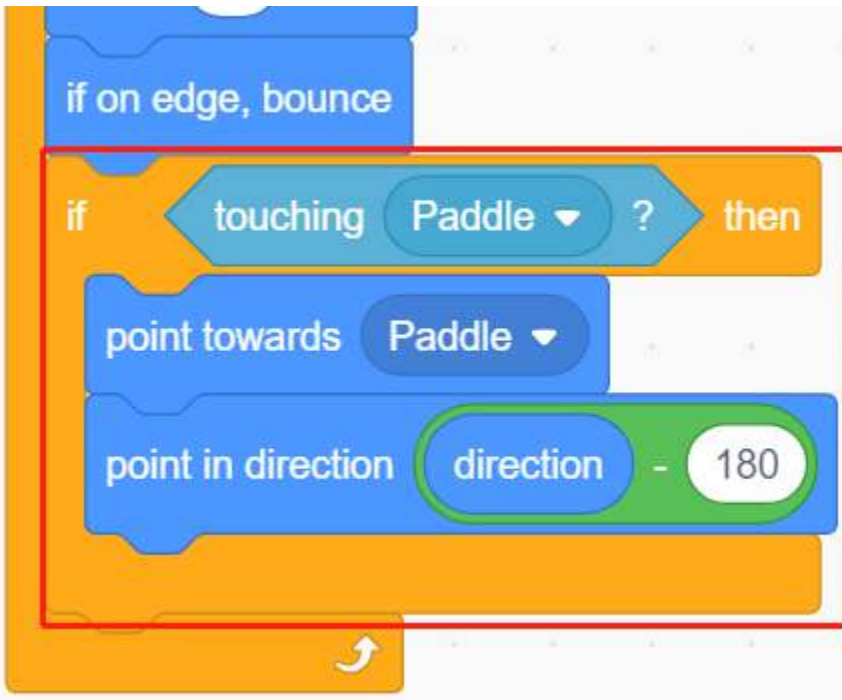 if on edge, bounce
if touching Paddle ? then
point towards Paddle
point in direction direction - 180